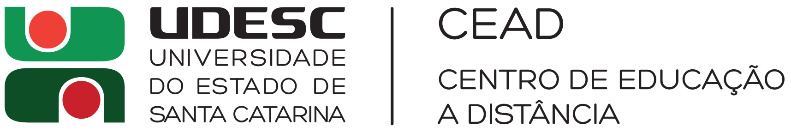 UDESC
UNIVERSIDADE
DO ESTADO DE
SANTA CATARINA
CEAD
CENTRO DE EDUCAÇÃO
A DISTÂNCIA